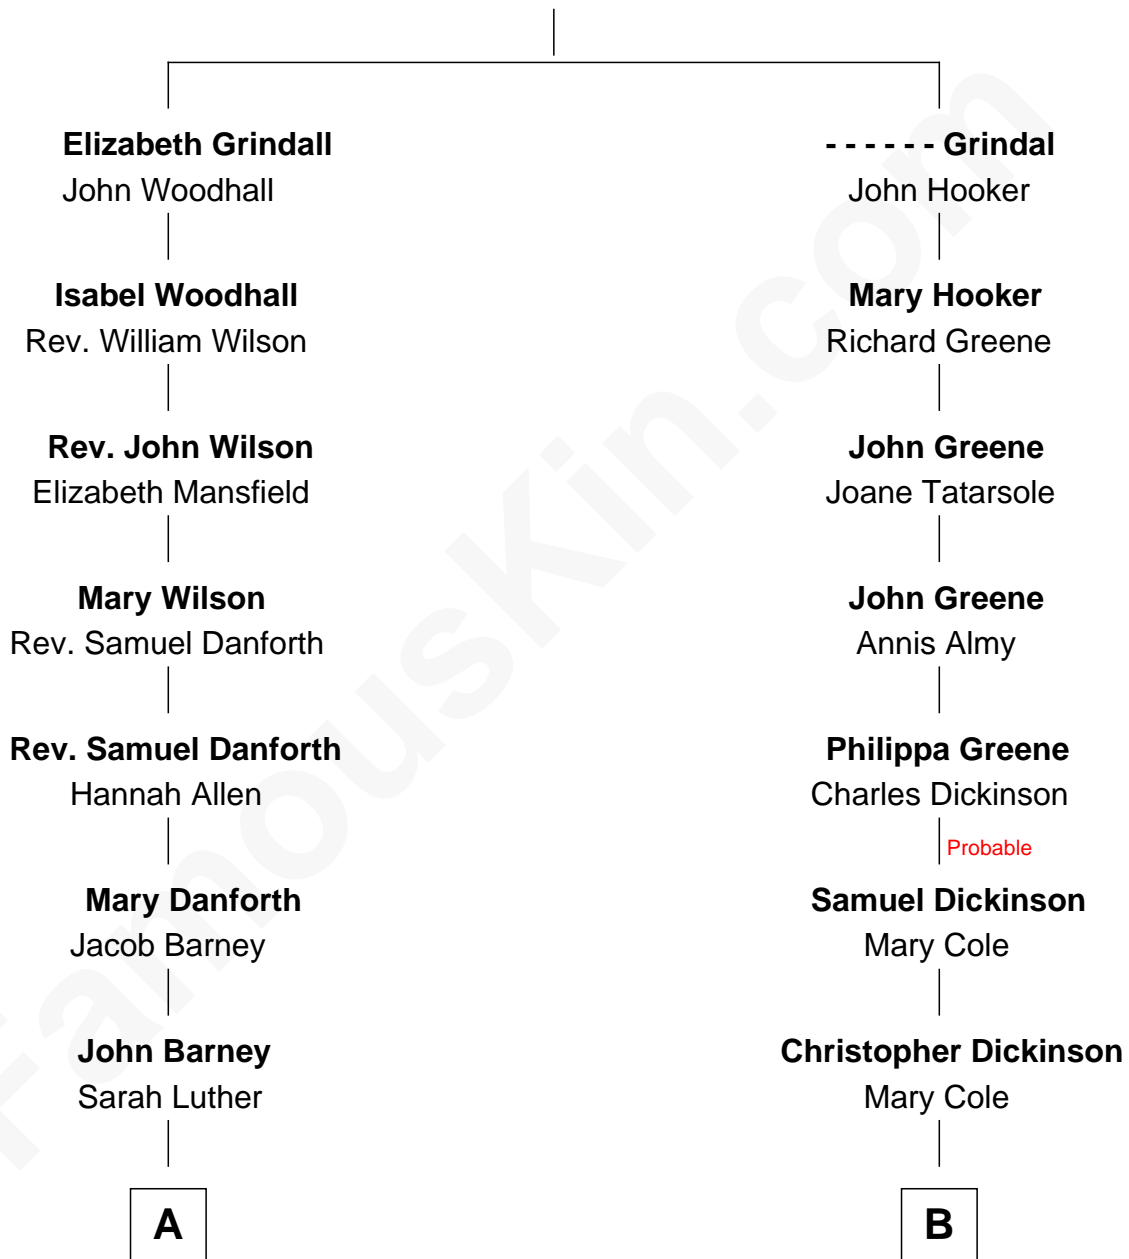 Elizabeth Grindall
John Woodhall
Isabel Woodhall
Rev. William Wilson
Rev. John Wilson
Elizabeth Mansfield
Mary Wilson
Rev. Samuel Danforth
Rev. Samuel Danforth
Hannah Allen
Mary Danforth
Jacob Barney
John Barney
Sarah Luther
A
- - - - - - Grindal
John Hooker
Mary Hooker
Richard Greene
John Greene
Joane Tatarsole
John Greene
Annis Almy
Philippa Greene
Charles Dickinson
Probable
Samuel Dickinson
Mary Cole
Christopher Dickinson
Mary Cole
B
FamousKin.com